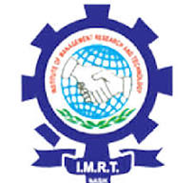 INSTITUTE OF MANAGEMENT RESEARCH AND TECHNOLOGY
I.M.R.T.
NASIK